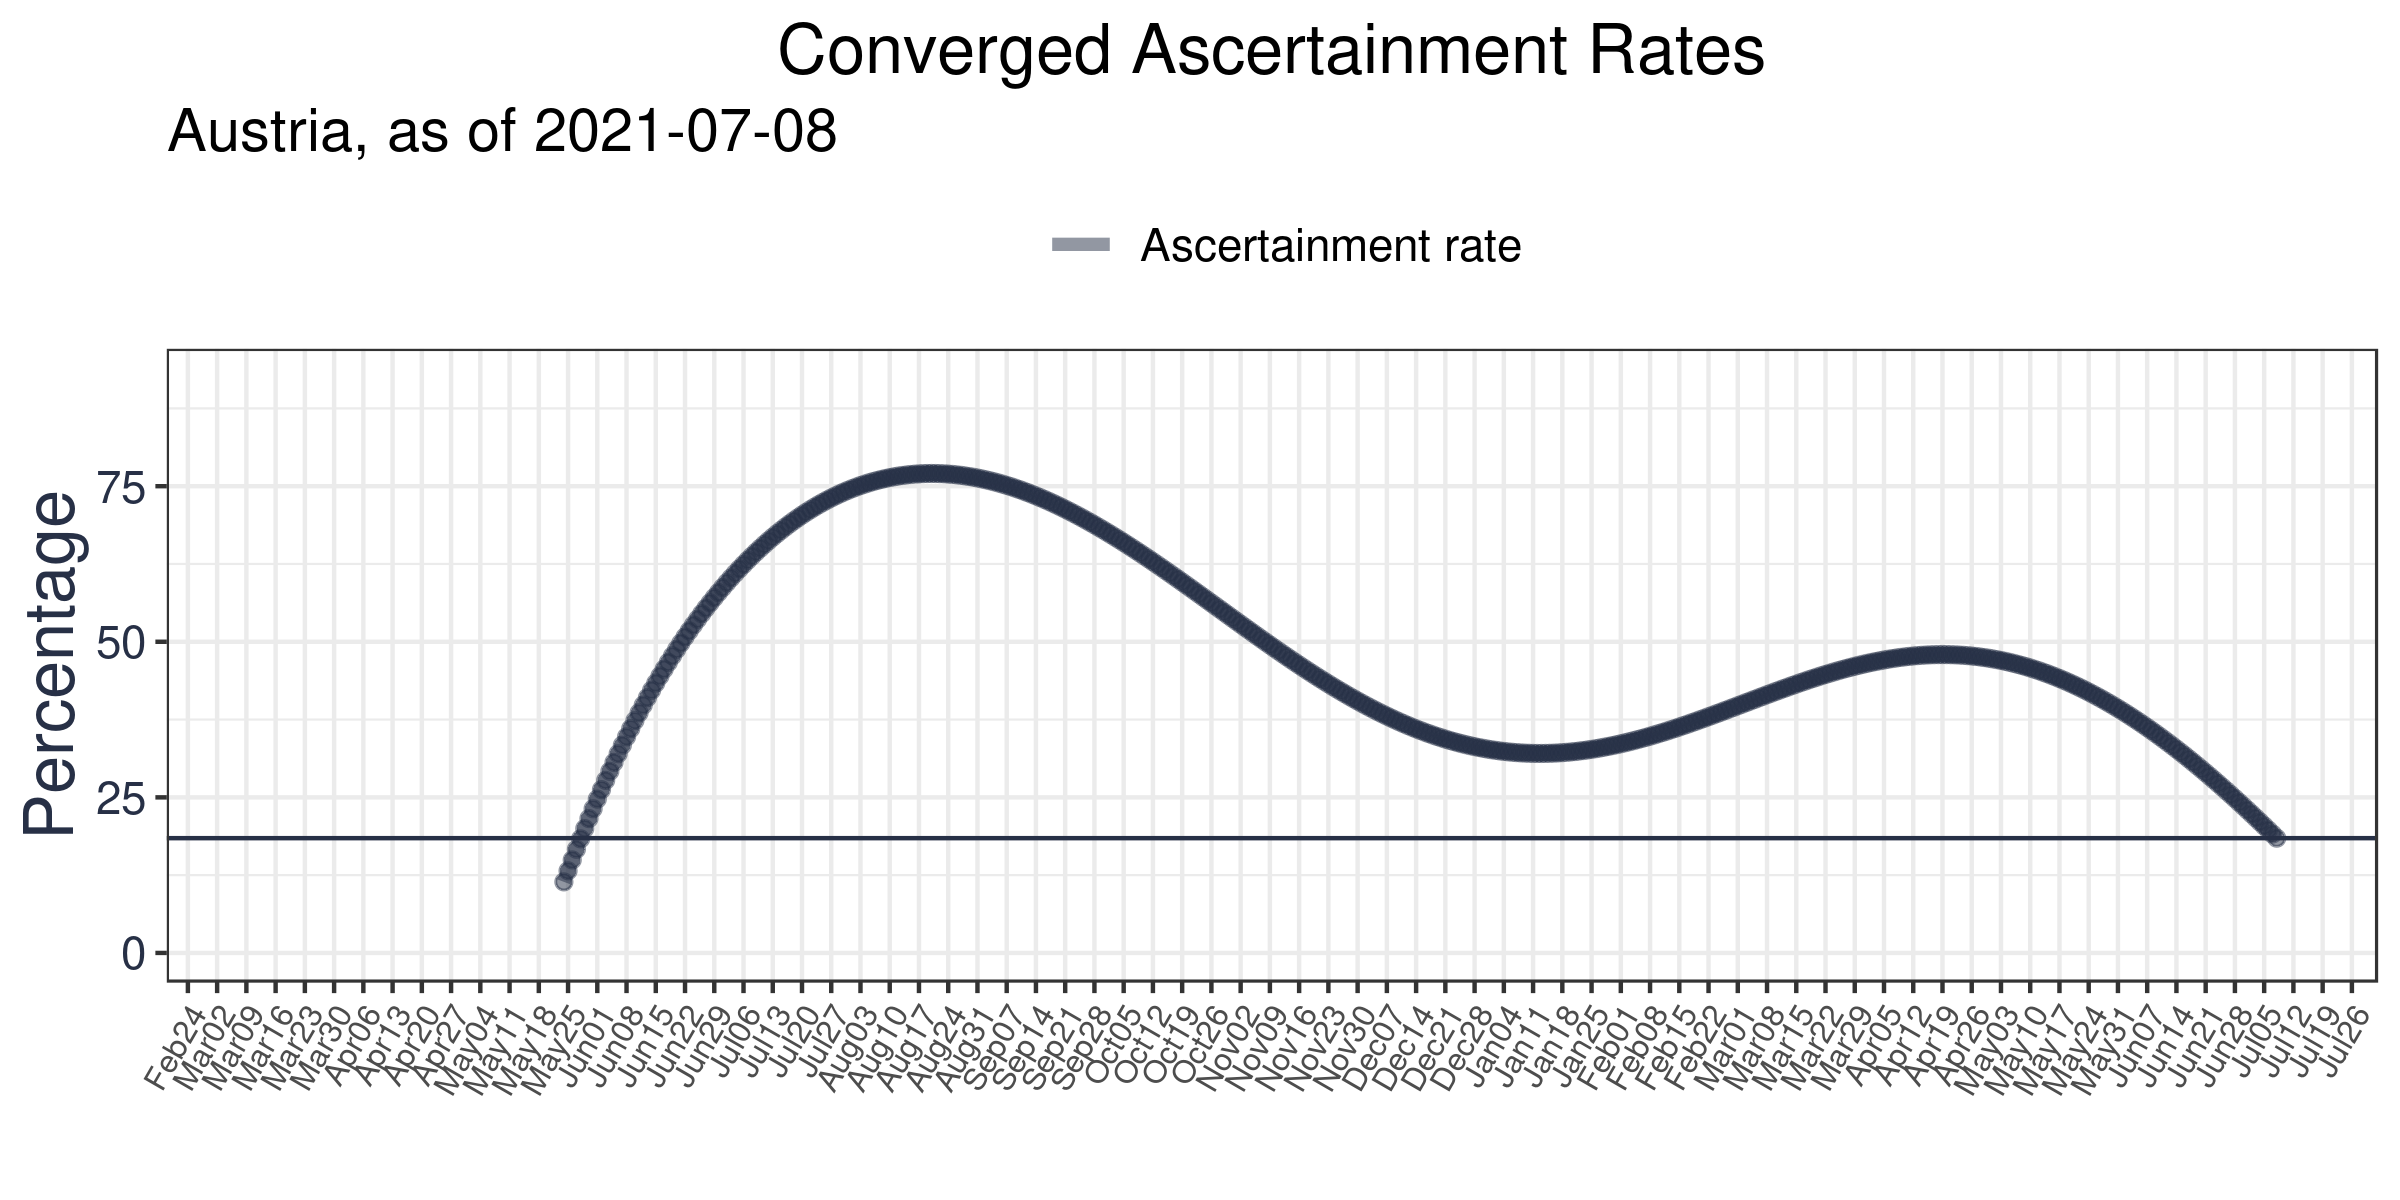 Converged Ascertainment Rates
Austria, as of 2021-07-08
Ascertainment rate
Percentage
75
50
25
0
Feb24 Mar02 Mar09 Mar16 Mar23 Mar30 Apr06 Apr13 Apr20 Apr27 May04 May11 May18 May25 Jun01 Jun08 Jun15 Jun22 Jun29 Jul06 Jul13 Jul20 Jul27 Aug03 Aug10 Aug17 Aug24 Aug31 Sep07 Sep14 Sep21 Sep28 Oct05 Oct12 Oct19 Oct26 Nov02 Nov09 Nov16 Nov23 Nov30 Dec07 Dec14 Dec21 Dec28 Jan04 Jan11 Jan18 Jan25 Feb01 Feb08 Feb15 Feb22 Mar01 Mar08 Mar15 Mar22 Mar29 Apr05 Apr12 Apr19 Apr26 May03 May10 May17 May24 May31 Jun07 Jun14 Jun21 Jun28 Jul05 Jul12 Jul19 Jul26